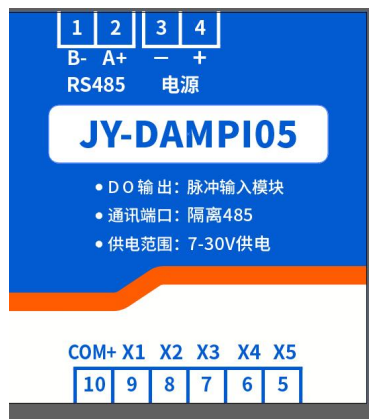 1 2 3 4
B- A+ — +
RS485 电源
JY-DAMPI05
•DO输出：脉冲输入模块
•通讯端口：隔离485
•供电范围：7-30V供电
COM+ X1 X2 X3 X4 X5
10 9 8 7 6 5